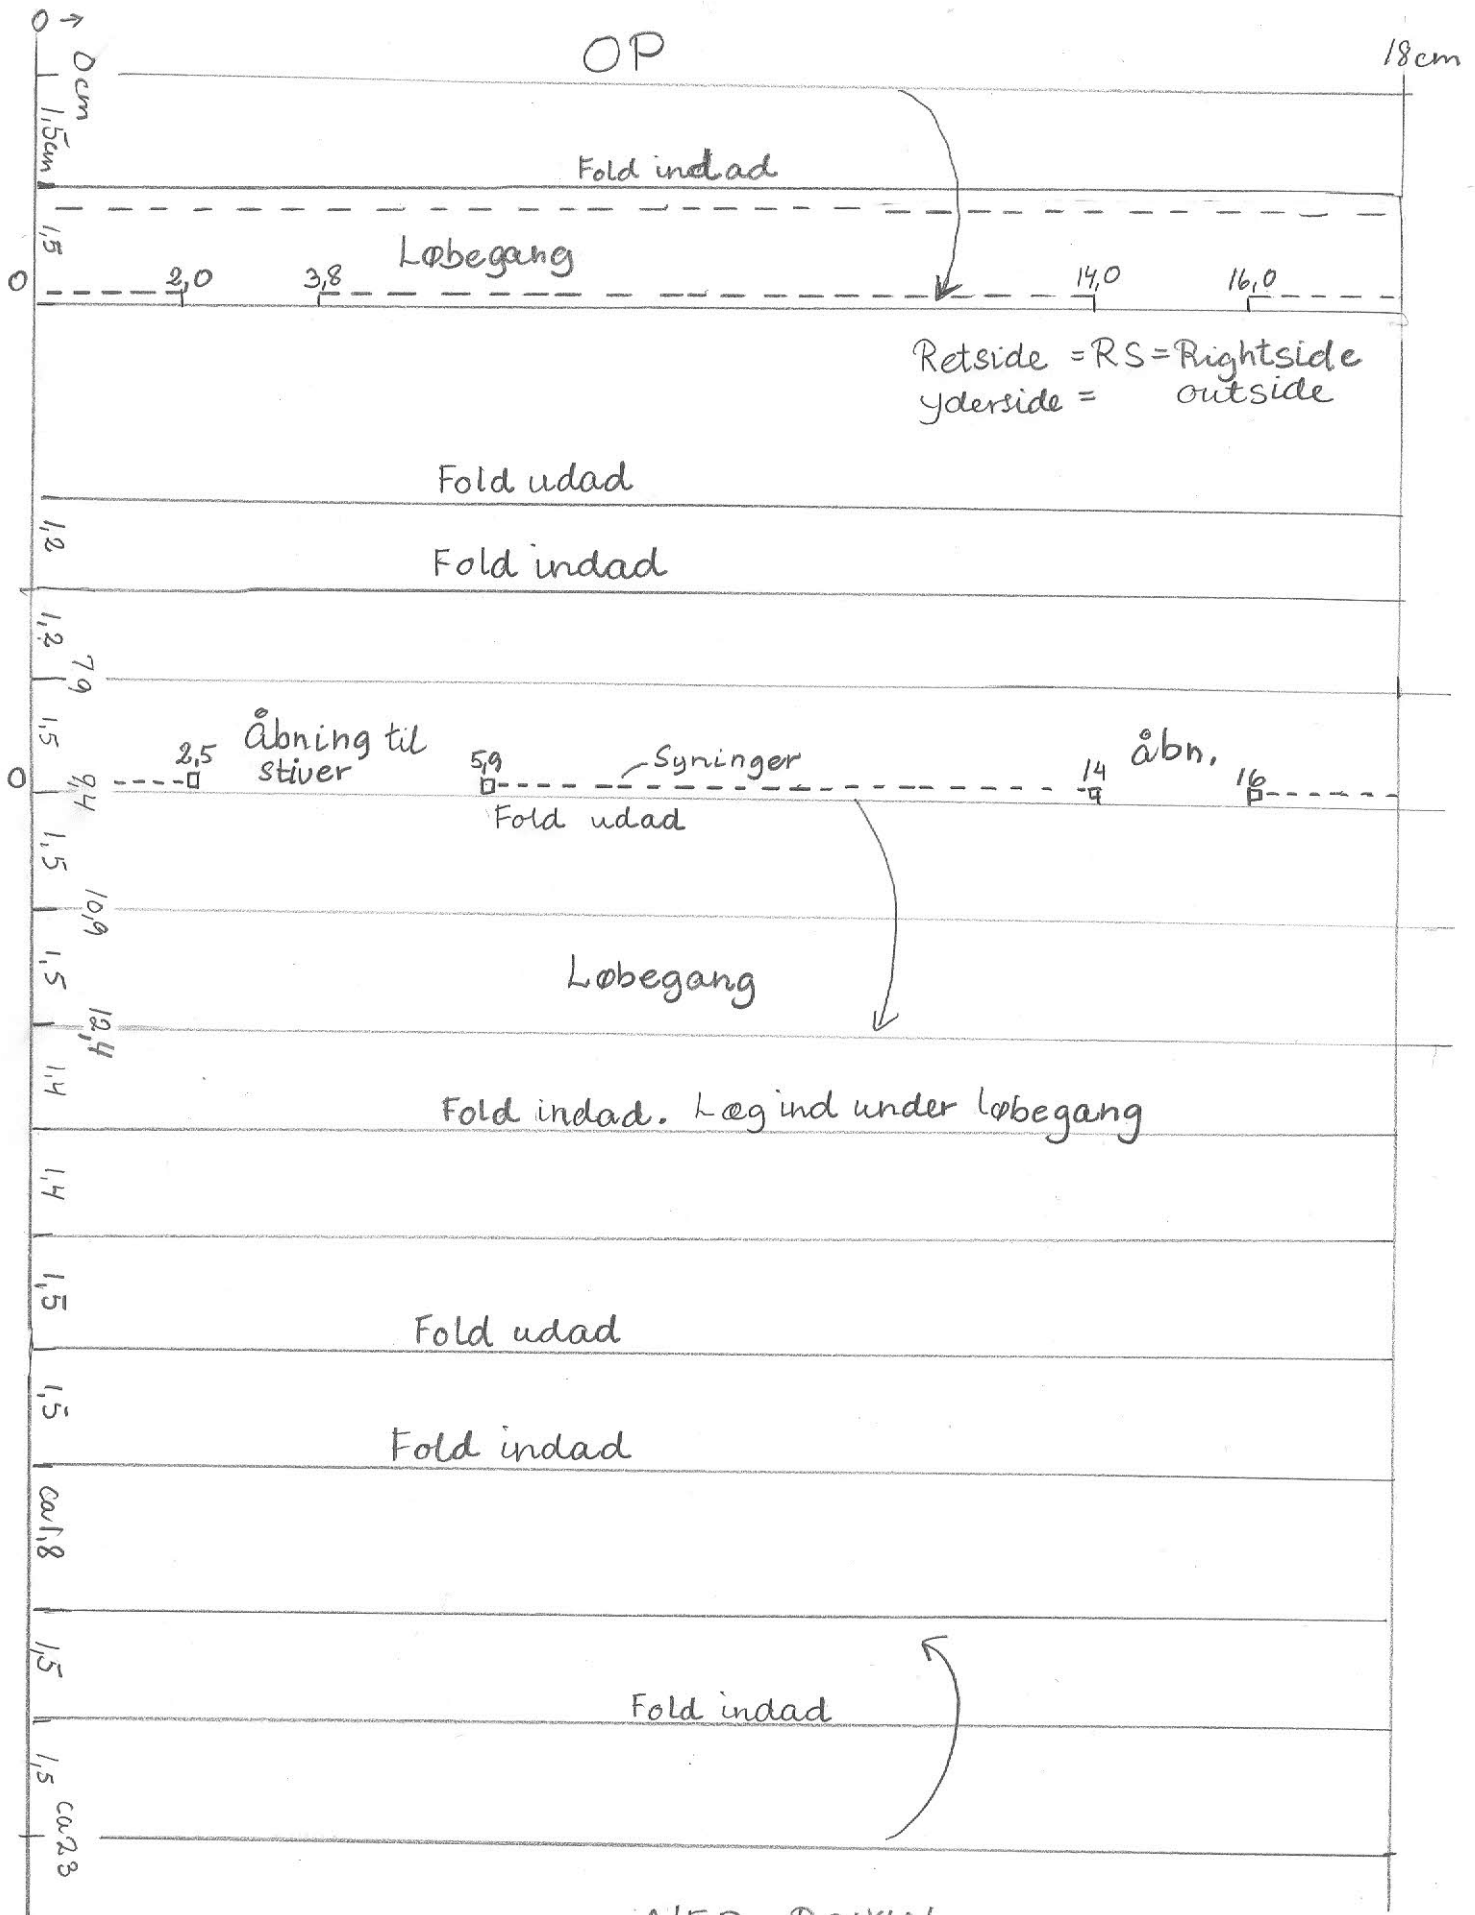 0 →
OP
18cm
0cm
1,5cm
Fold indad
1,5
Løbegang
0
2,0
3,8
14,0
16,0
Retside = RS = Rightside
Yderside = outside
Fold udad
1,2
Fold indad
1,2
7,9
1,5
Åbning til
stiver
2,5
5,9
Syninger
14
åbn.
16
0
9,4
Fold udad
1,5
10,9
1,5
Løbegang
12,4
1,4
Fold indad. Læg ind under løbegang
1,4
1,5
Fold udad
1,5
Fold indad
ca 1,8
1,5
Fold indad
1,5
ca 23